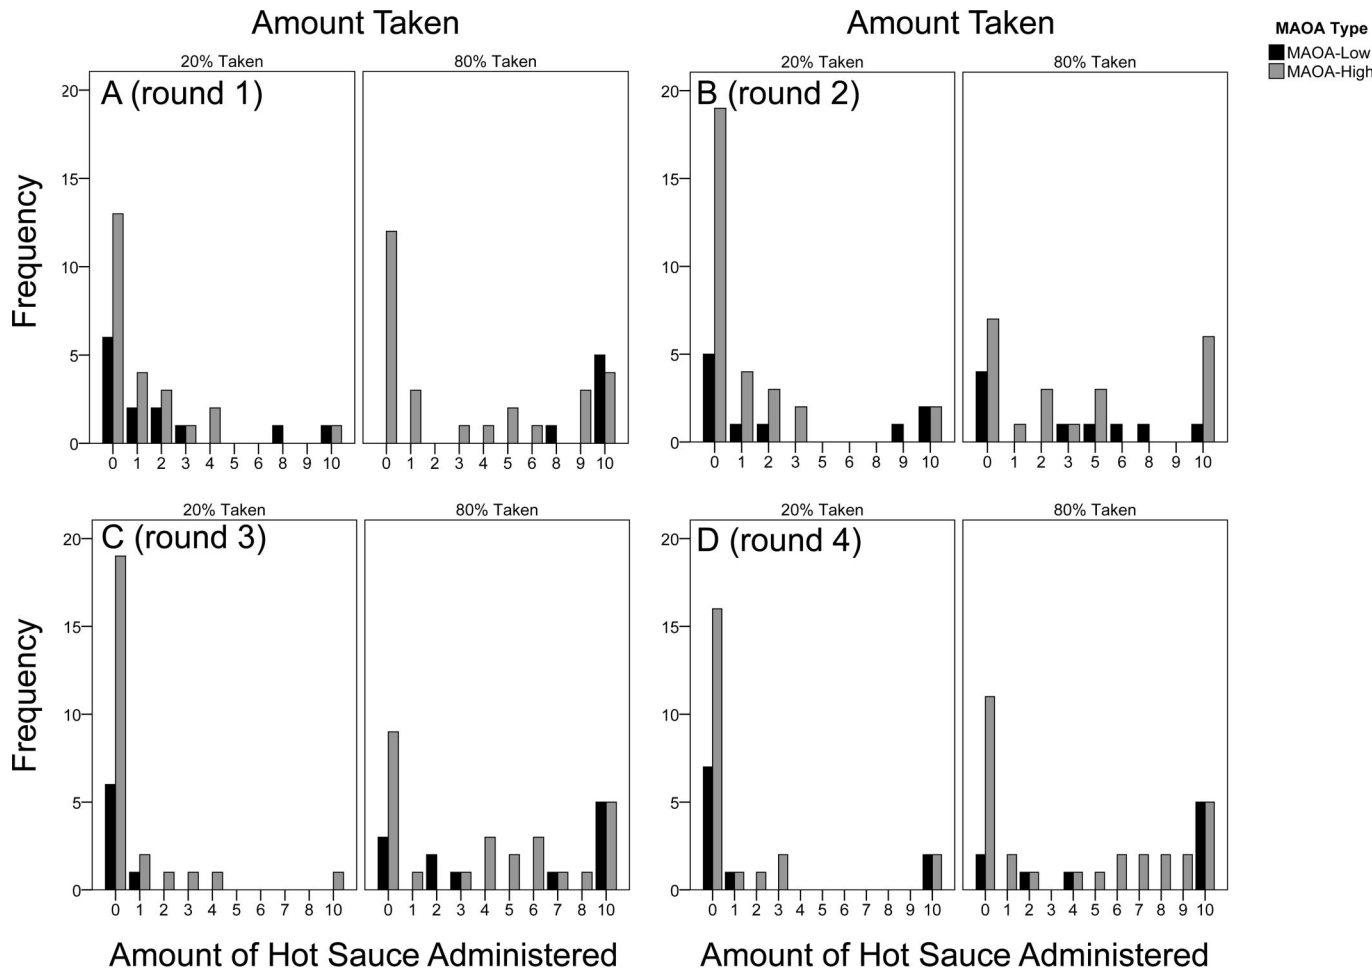 Amount Taken
Amount Taken
MAOA Type
MAOA-Low
MAOA-High
20% Taken
80% Taken
20% Taken
80% Taken
A (round 1)
B (round 2)
Frequency
20
15
10
5
0
20
15
10
5
0
0 1 2 3 4 5 6 8 9 10
0 1 2 3 4 5 6 8 9 10
0 1 2 3 5 6 8 9 10
0 1 2 3 5 6 8 9 10
20% Taken
80% Taken
20% Taken
80% Taken
C (round 3)
D (round 4)
Frequency
20
15
10
5
0
20
15
10
5
0
0 1 2 3 4 5 6 7 8 10
0 1 2 3 4 5 6 7 8 10
0 1 2 3 4 5 6 7 8 9 10
0 1 2 3 4 5 6 7 8 9 10
Amount of Hot Sauce Administered
Amount of Hot Sauce Administered